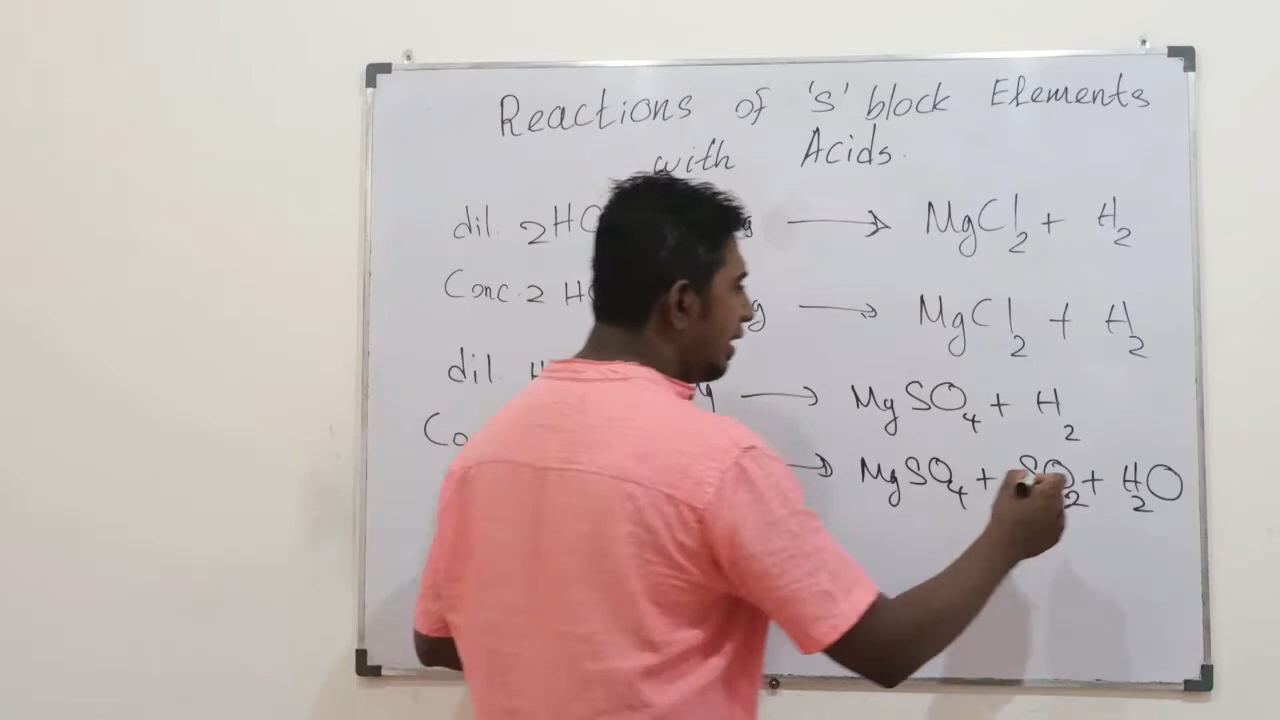 Reactions of 's' block Elements
with Acids.
dil. 2HC → MgCl2 + H2
Conc. 2 H → MgCl2 + H2
dil. → MgSO4 + H2
→ MgSO4 + SO2 + H2O